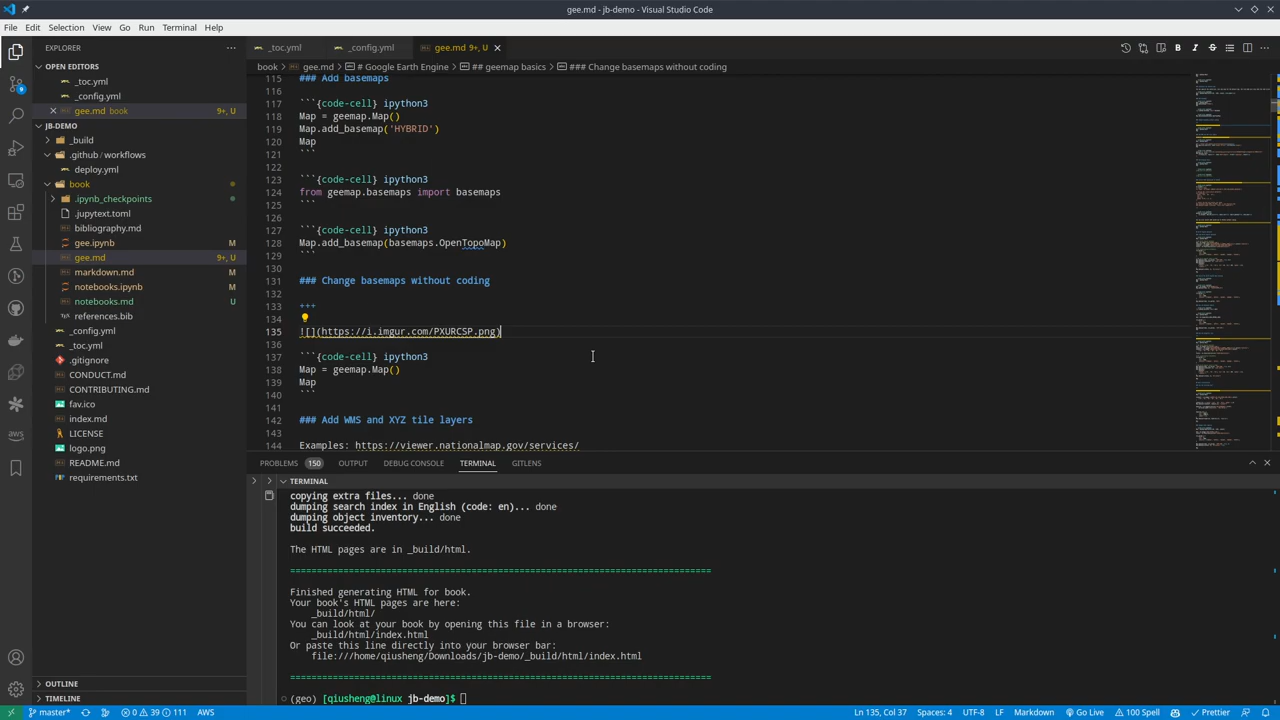 gee.md - jb-demo - Visual Studio Code
File Edit Selection View Go Run Terminal Help
EXPLORER
OPEN EDITORS
_toc.yml
_config.yml
gee.md book 9+, U
JB-DEMO
_build
.github / workflows
deploy.yml
book
.ipynb_checkpoints
.jupytext.toml
bibliography.md
gee.ipynb M
gee.md 9+, U
markdown.md M
notebooks.ipynb M
notebooks.md U
references.bib
_config.yml
_toc.yml
.gitignore
CONDUCT.md
CONTRIBUTING.md
fav.ico
index.md
LICENSE
logo.png
README.md
requirements.txt
OUTLINE
TIMELINE
aws
_toc.yml _config.yml gee.md 9+, U
book > gee.md > # Google Earth Engine > ## geemap basics > ### Change basemaps without coding
115 ### Add basemaps
116
117 ```{code-cell} ipython3
118 Map = geemap.Map()
119 Map.add_basemap('HYBRID')
120 Map
121 ```
122
123 ```{code-cell} ipython3
124 from geemap.basemaps import basemaps
125 ```
126
127 ```{code-cell} ipython3
128 Map.add_basemap(basemaps.OpenTopoMap)
129 ```
130
131 ### Change basemaps without coding
132
133 +++
134
135 ![](https://i.imgur.com/PXURCSP.png)
136
137 ```{code-cell} ipython3
138 Map = geemap.Map()
139 Map
140 ```
141
142 ### Add WMS and XYZ tile layers
143
144 Examples: https://viewer.nationalmap.gov/services/
PROBLEMS 150 OUTPUT DEBUG CONSOLE TERMINAL GITLENS
TERMINAL
copying extra files... done
dumping search index in English (code: en)... done
dumping object inventory... done
build succeeded.
The HTML pages are in _build/html.
===============================================================================
Finished generating HTML for book.
Your book's HTML pages are here:
_build/html/
You can look at your book by opening this file in a browser:
_build/html/index.html
Or paste this line directly into your browser bar:
file:///home/qiusheng/Downloads/jb-demo/_build/html/index.html
===============================================================================
(geo) [qiusheng@linux jb-demo]$
master* 0 39 111 AWS Ln 135, Col 37 Spaces: 4 UTF-8 LF Markdown Go Live 100 Spell Prettier